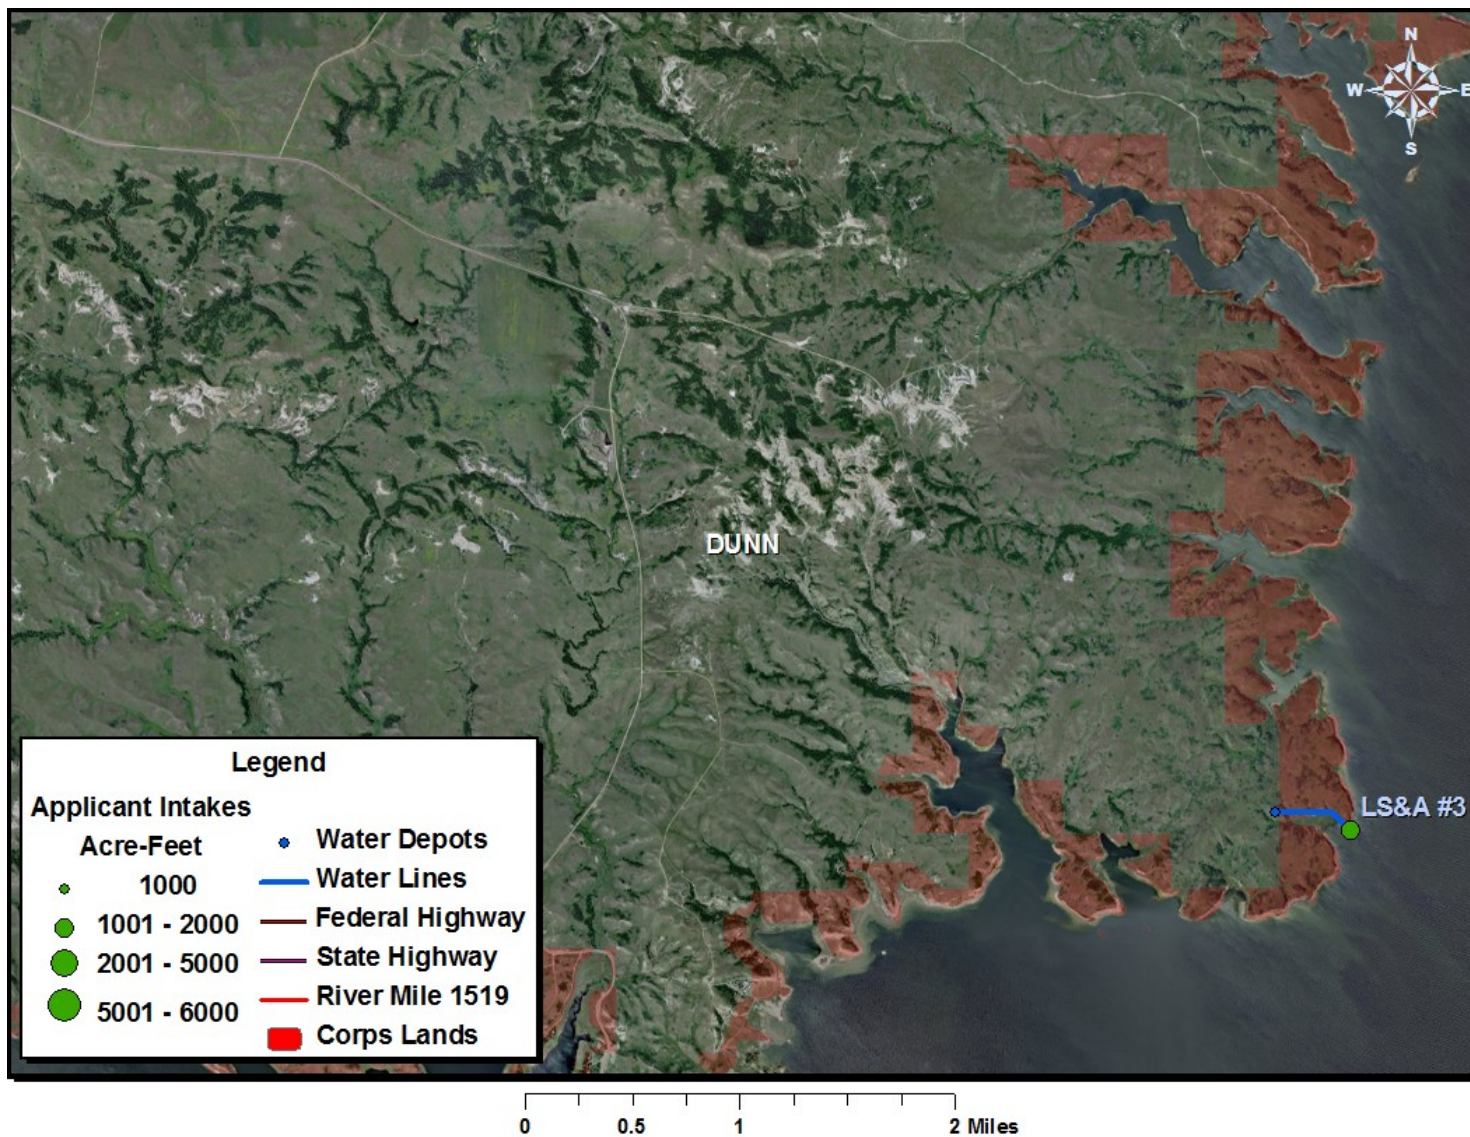 N
W E
S
DUNN
LS&A #3
Legend
Applicant Intakes
Acre-Feet
1000
1001 - 2000
2001 - 5000
5001 - 6000
Water Depots
Water Lines
Federal Highway
State Highway
River Mile 1519
Corps Lands
0 0.5 1 2 Miles